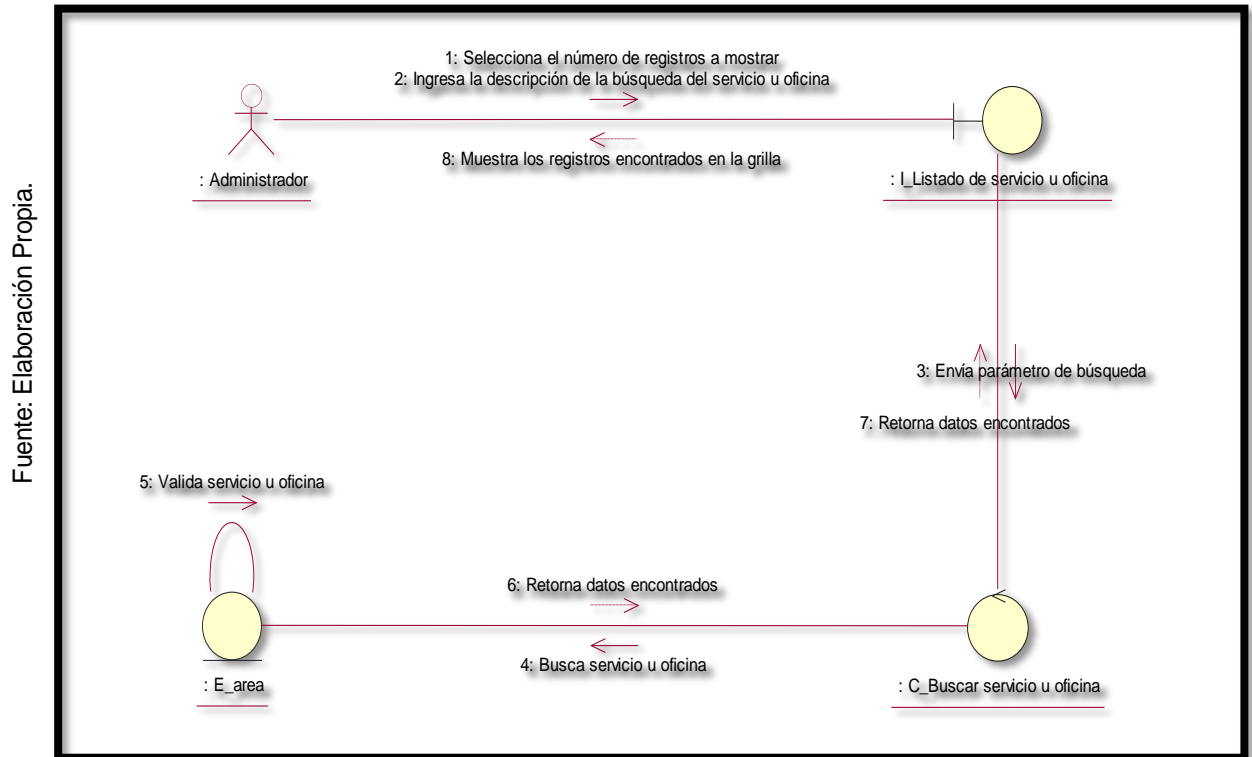 1: Selecciona el número de registros a mostrar
2: Ingresa la descripción de la búsqueda del servicio u oficina
8: Muestra los registros encontrados en la grilla
: Administrador
: I_Listado de servicio u oficina
Fuente: Elaboración Propia.
3: Envía parámetro de búsqueda
7: Retorna datos encontrados
5: Valida servicio u oficina
6: Retorna datos encontrados
4: Busca servicio u oficina
: E_area
: C_Buscar servicio u oficina